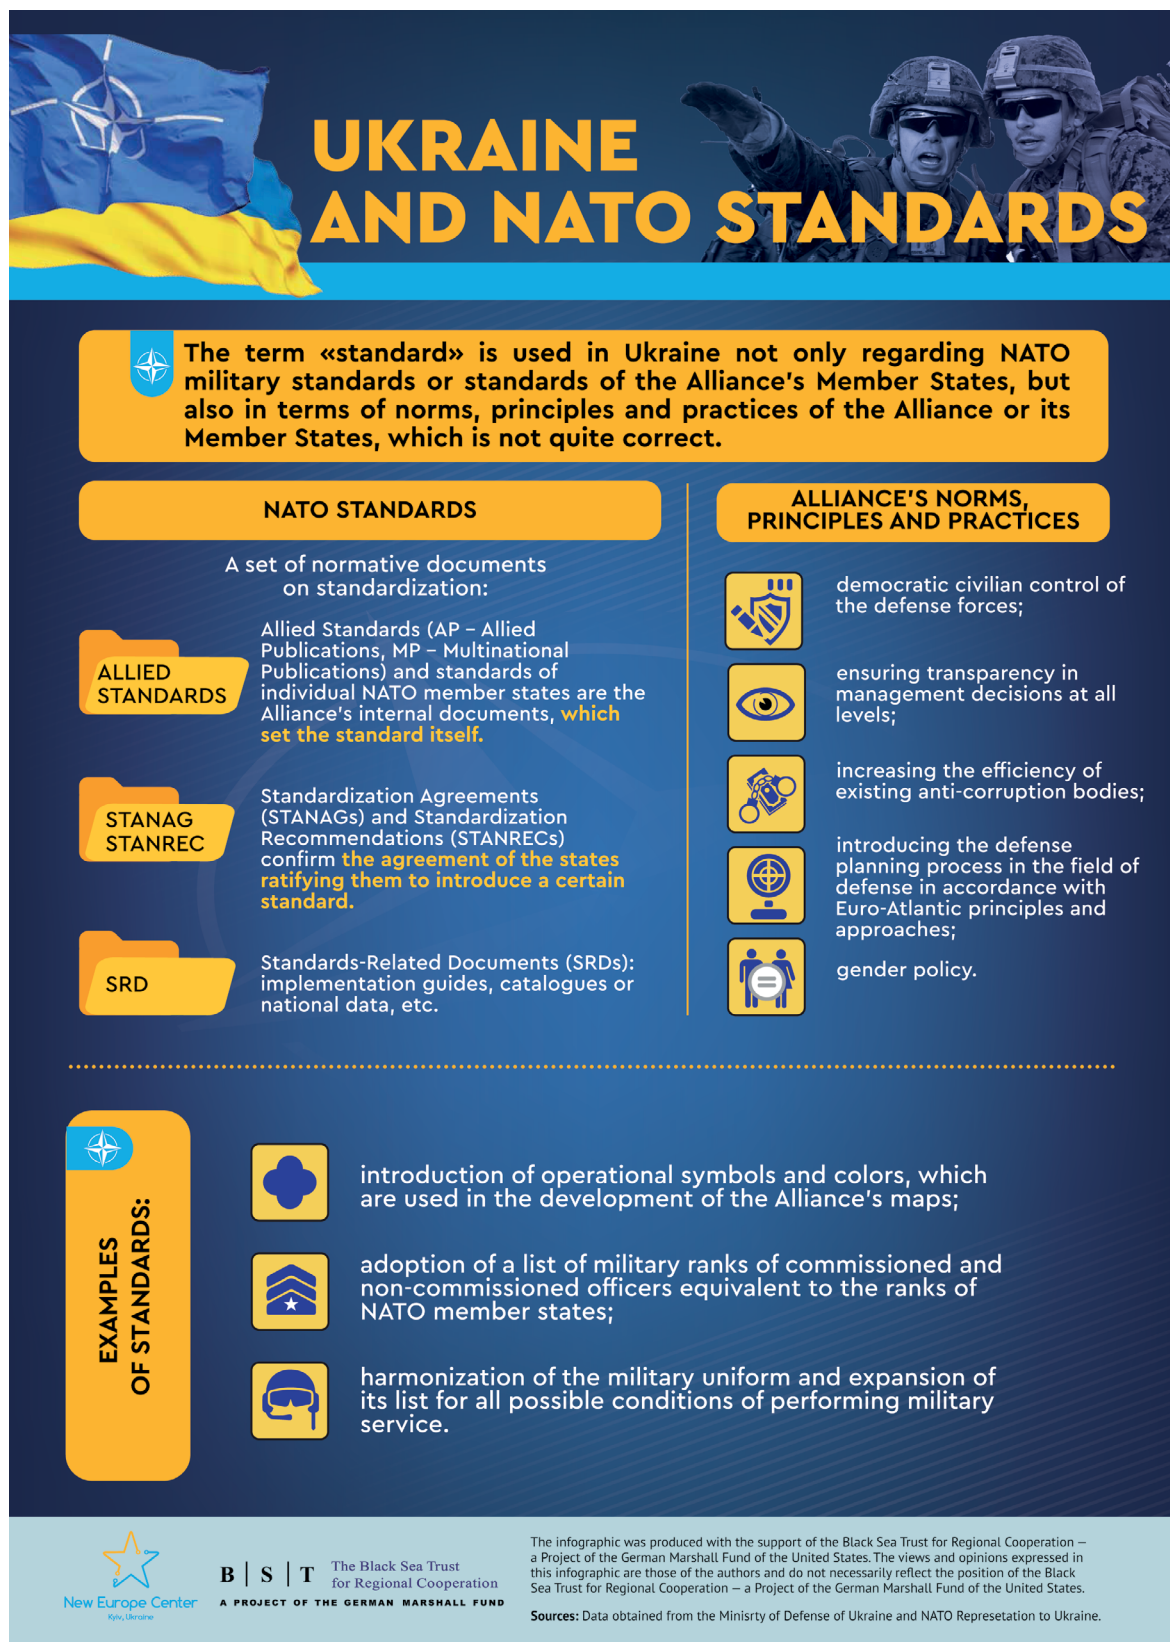 UKRAINE
AND NATO STANDARDS
The term «standard» is used in Ukraine not only regarding NATO
military standards or standards of the Alliance's Member States, but
also in terms of norms, principles and practices of the Alliance or its
Member States, which is not quite correct.
NATO STANDARDS
A set of normative documents
on standardization:
ALLIED
STANDARDS
Allied Standards (AP – Allied
Publications, MP – Multinational
Publications) and standards of
individual NATO member states are the
Alliance's internal documents, which
set the standard itself.
STANAG
STANREC
Standardization Agreements
(STANAGs) and Standardization
Recommendations (STANRECs)
confirm the agreement of the states
ratifying them to introduce a certain
standard.
SRD
Standards-Related Documents (SRDs):
implementation guides, catalogues or
national data, etc.
ALLIANCE'S NORMS,
PRINCIPLES AND PRACTICES
democratic civilian control of
the defense forces;
ensuring transparency in
management decisions at all
levels;
increasing the efficiency of
existing anti-corruption bodies;
introducing the defense
planning process in the field of
defense in accordance with
Euro-Atlantic principles and
approaches;
gender policy.
EXAMPLES
OF STANDARDS:
introduction of operational symbols and colors, which
are used in the development of the Alliance's maps;
adoption of a list of military ranks of commissioned and
non-commissioned officers equivalent to the ranks of
NATO member states;
harmonization of the military uniform and expansion of
its list for all possible conditions of performing military
service.
New Europe Center
Kyiv, Ukraine
B | S | T
The Black Sea Trust
for Regional Cooperation
A PROJECT OF THE GERMAN MARSHALL FUND
The infographic was produced with the support of the Black Sea Trust for Regional Cooperation –
a Project of the German Marshall Fund of the United States. The views and opinions expressed in
this infographic are those of the authors and do not necessarily reflect the position of the Black
Sea Trust for Regional Cooperation – a Project of the German Marshall Fund of the United States.
Sources: Data obtained from the Minisrty of Defense of Ukraine and NATO Represetation to Ukraine.